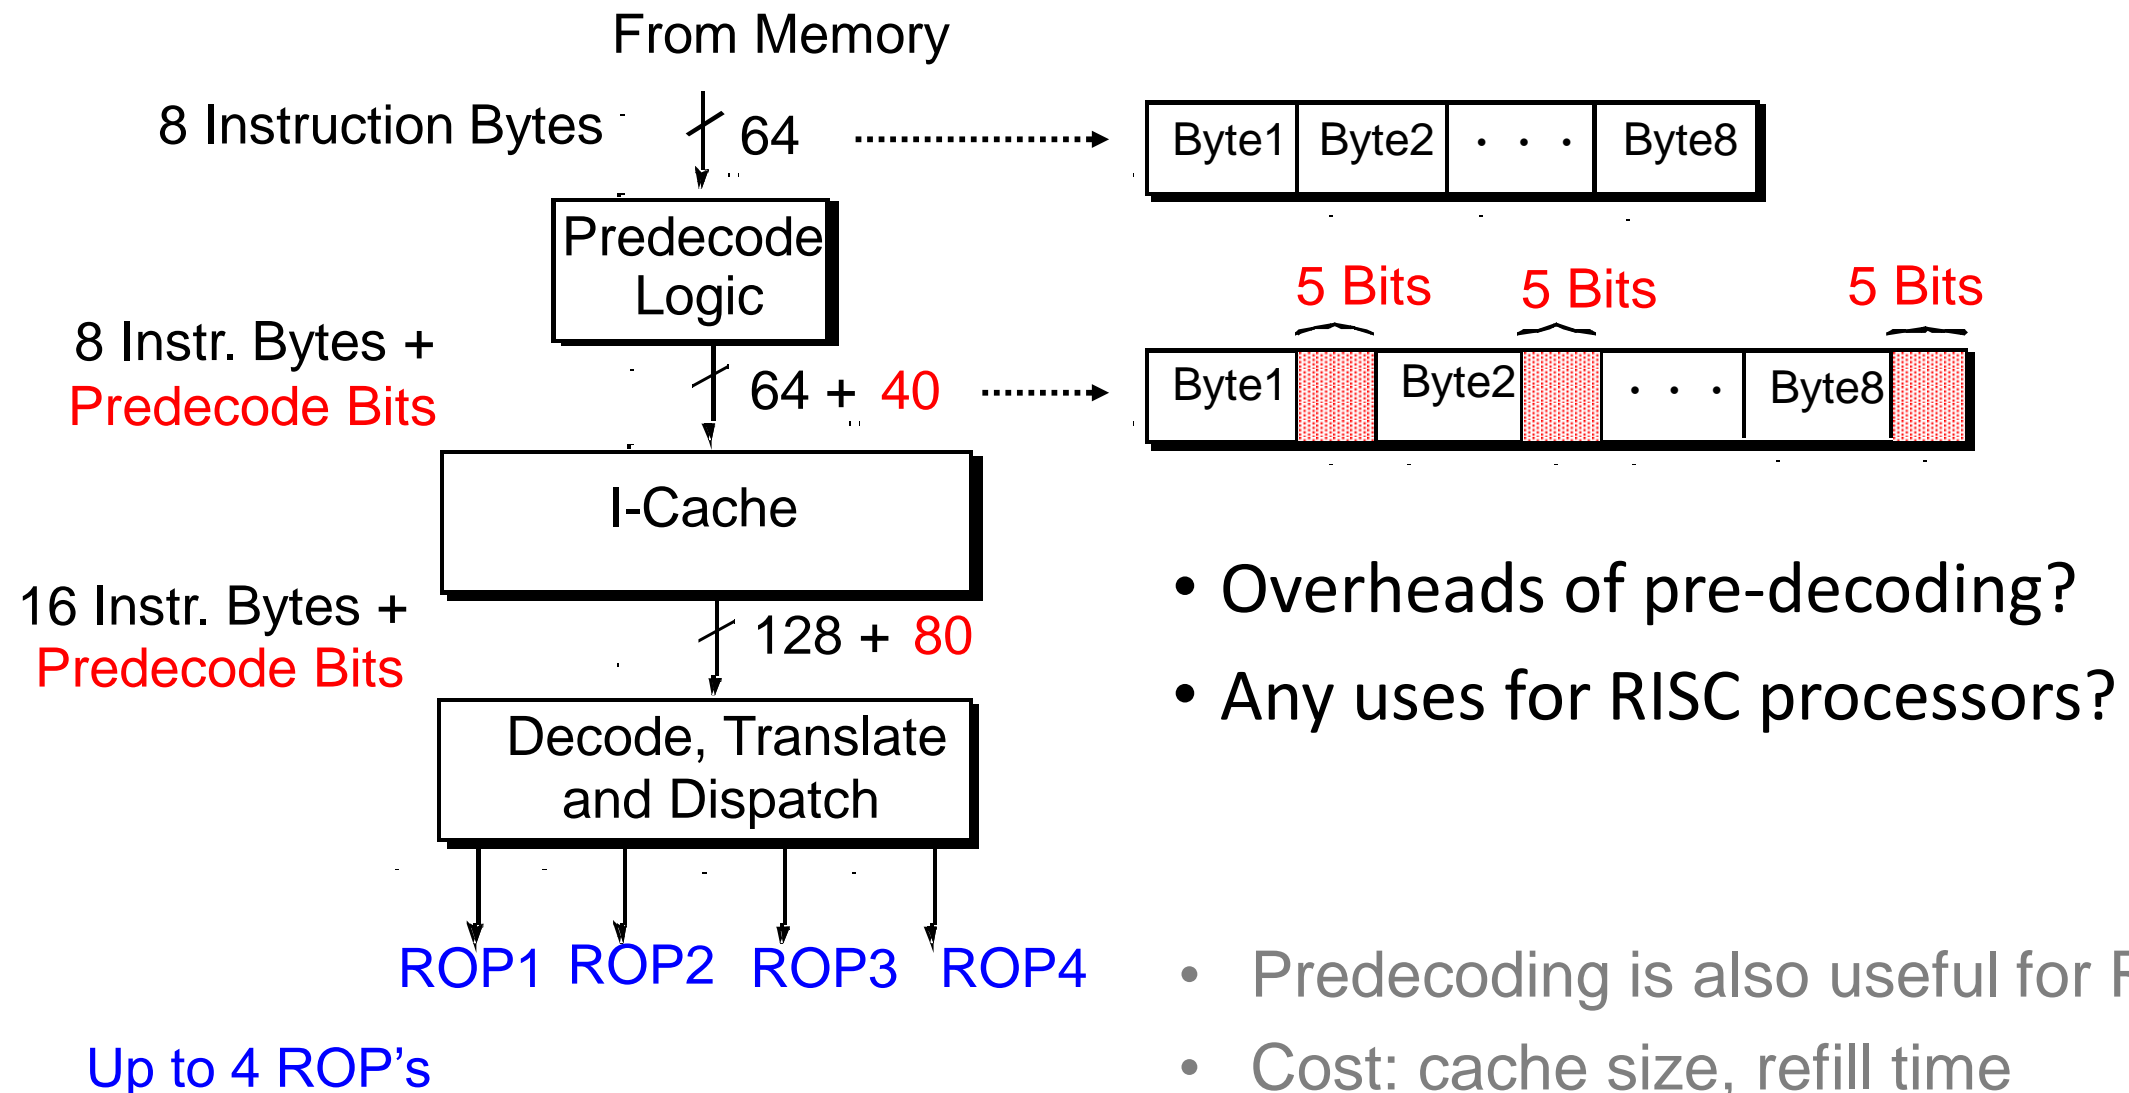 From Memory
8 Instruction Bytes
64
Byte1 Byte2 · · · Byte8
Predecode
Logic
5 Bits 5 Bits 5 Bits
8 Instr. Bytes +
Predecode Bits
64 + 40
Byte1 Byte2 · · · Byte8
I-Cache
16 Instr. Bytes +
Predecode Bits
128 + 80
• Overheads of pre-decoding?
• Any uses for RISC processors?
Decode, Translate
and Dispatch
ROP1 ROP2 ROP3 ROP4
Up to 4 ROP's
• Predecoding is also useful for
• Cost: cache size, refill time